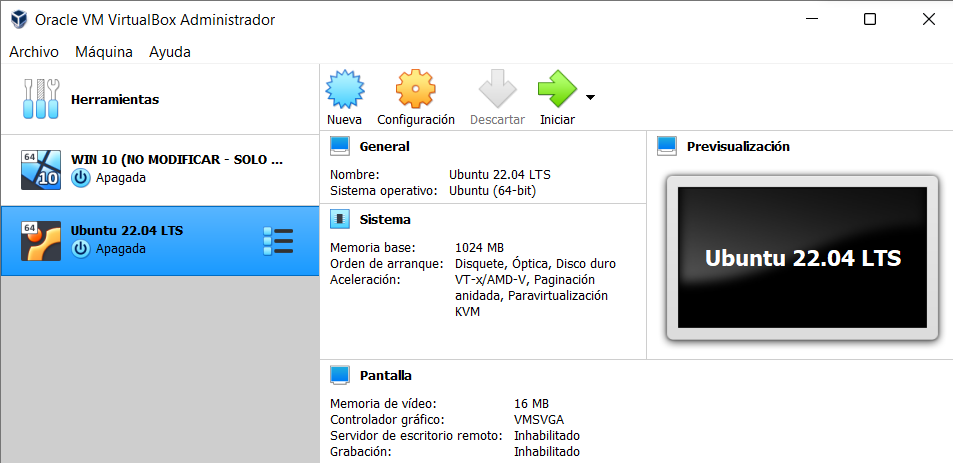 Oracle VM VirtualBox Administrador
Archivo Máquina Ayuda
Herramientas
64
10
WIN 10 (NO MODIFICAR - SOLO ...
Apagada
64
Ubuntu 22.04 LTS
Apagada
Nueva Configuración Descartar Iniciar
General
Nombre: Ubuntu 22.04 LTS
Sistema operativo: Ubuntu (64-bit)
Sistema
Memoria base: 1024 MB
Orden de arranque: Disquete, Óptica, Disco duro
Aceleración: VT-x/AMD-V, Paginación
anidada, Paravirtualización
KVM
Previsualización
Ubuntu 22.04 LTS
Pantalla
Memoria de vídeo: 16 MB
Controlador gráfico: VMSVGA
Servidor de escritorio remoto: Inhabilitado
Grabación: Inhabilitado